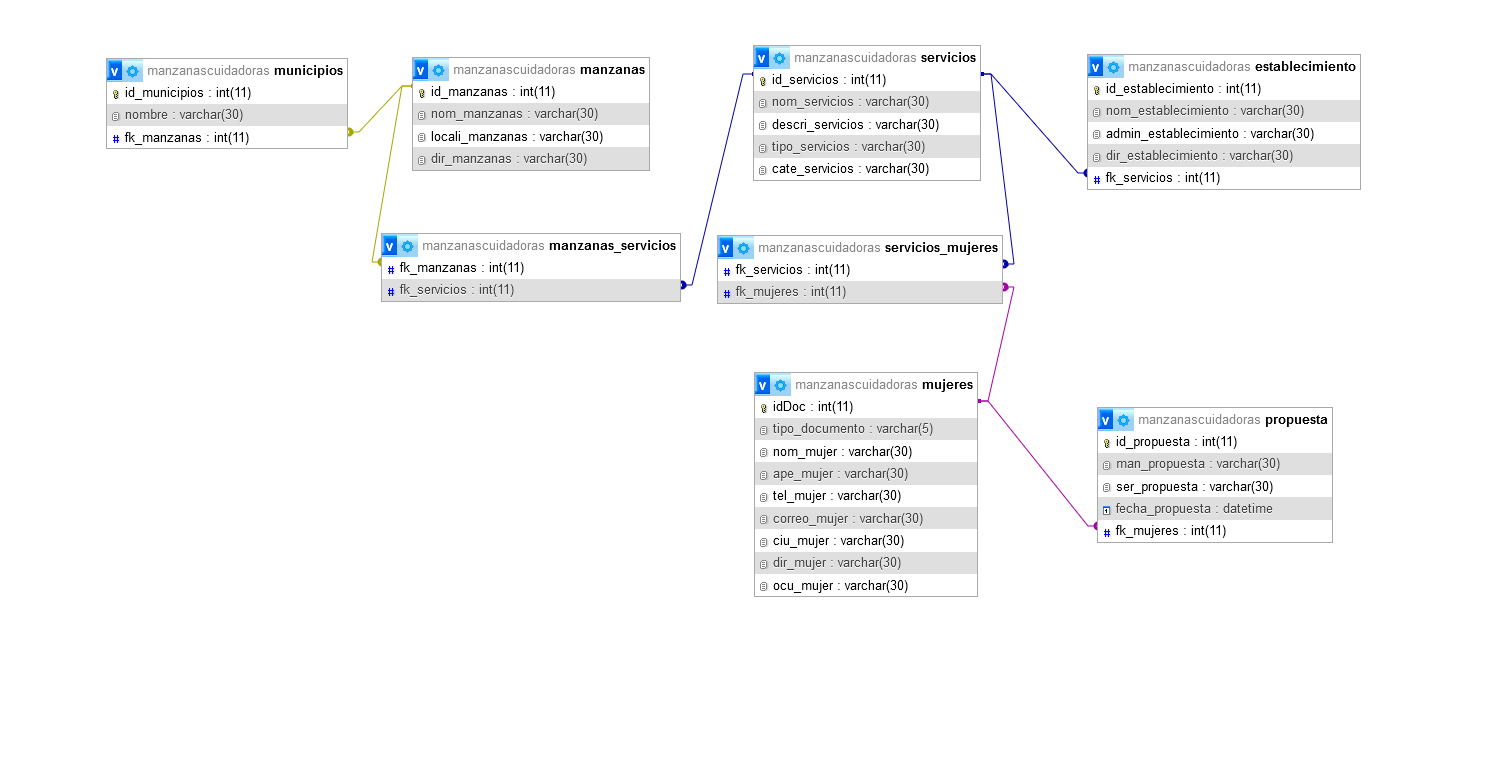 manzanascuidadoras municipios
id_municipios : int(11)
nombre : varchar(30)
# fk_manzanas : int(11)
manzanascuidadoras manzanas
id_manzanas : int(11)
nom_manzanas : varchar(30)
locali_manzanas : varchar(30)
dir_manzanas : varchar(30)
manzanascuidadoras servicios
id_servicios : int(11)
nom_servicios : varchar(30)
descri_servicios : varchar(30)
tipo_servicios : varchar(30)
cate_servicios : varchar(30)
manzanascuidadoras establecimiento
id_establecimiento : int(11)
nom_establecimiento : varchar(30)
admin_establecimiento : varchar(30)
dir_establecimiento : varchar(30)
# fk_servicios : int(11)
manzanascuidadoras manzanas_servicios
# fk_manzanas : int(11)
# fk_servicios : int(11)
manzanascuidadoras servicios_mujeres
# fk_servicios : int(11)
# fk_mujeres : int(11)
manzanascuidadoras mujeres
idDoc : int(11)
tipo_documento : varchar(5)
nom_mujer : varchar(30)
ape_mujer : varchar(30)
tel_mujer : varchar(30)
correo_mujer : varchar(30)
ciu_mujer : varchar(30)
dir_mujer : varchar(30)
ocu_mujer : varchar(30)
manzanascuidadoras propuesta
id_propuesta : int(11)
man_propuesta : varchar(30)
ser_propuesta : varchar(30)
fecha_propuesta : datetime
# fk_mujeres : int(11)